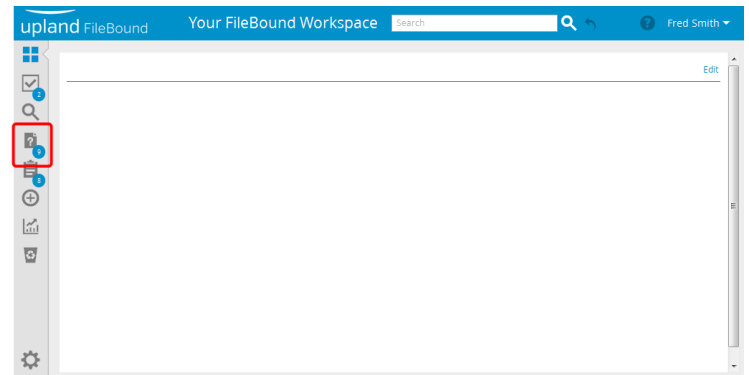 upland FileBound
Your FileBound Workspace
Search
?
Fred Smith
Edit
2
?
9
8